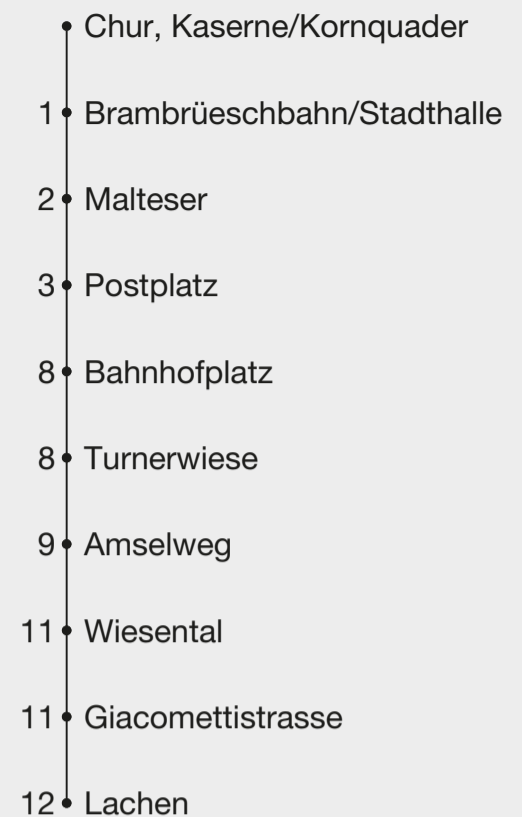 Chur, Kaserne/Kornquader
1 Brambrüeschbahn/Stadthalle
2 Malteser
3 Postplatz
8 Bahnhofplatz
8 Turnerwiese
9 Amselweg
11 Wiesental
11 Giacomettistrasse
12 Lachen